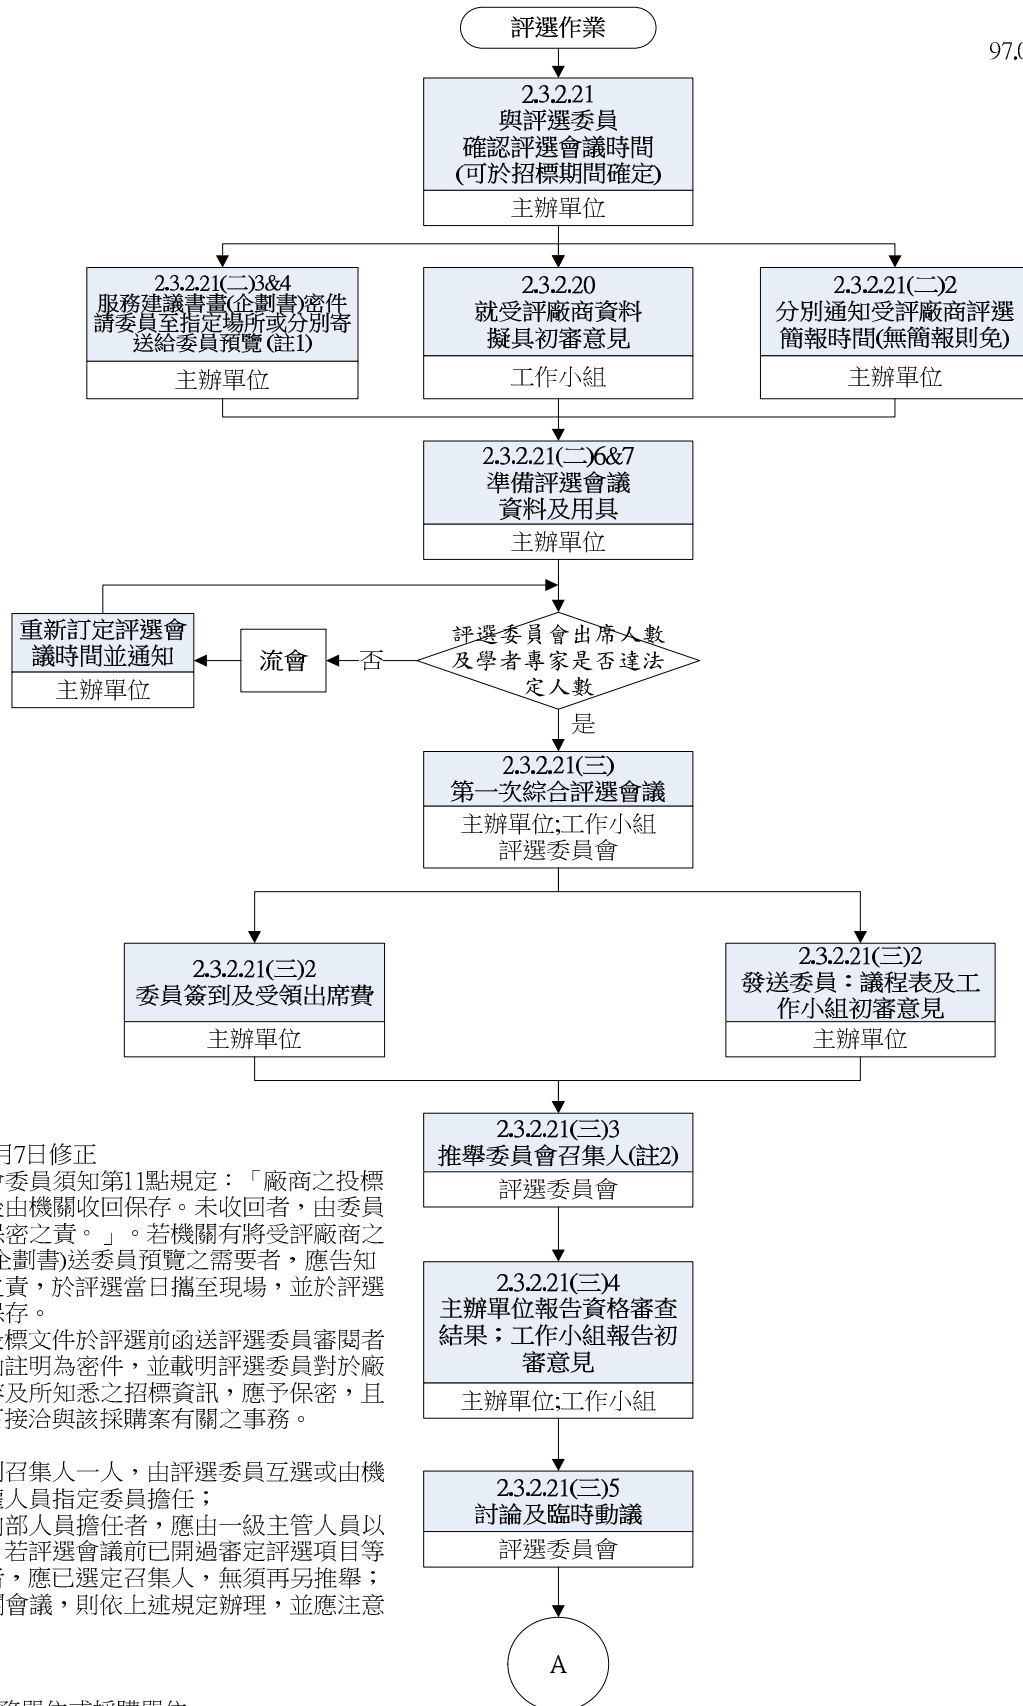 評選作業
97.0
2.3.2.21
與評選委員
確認評選會議時間
(可於招標期間確定)
主辦單位
2.3.2.21(二)3&4
服務建議書畫(企劃書)密件
請委員至指定場所或分別寄
送給委員預覽(註1)
主辦單位
2.3.2.20
就受評廠商資料
擬具初審意見
工作小組
2.3.2.21(二)2
分別通知受評廠商評選
簡報時間(無簡報則免)
主辦單位
2.3.2.21(二)6&7
準備評選會議
資料及用具
主辦單位
評選委員會出席人數
及學者專家是否達法
定人數
否
流會
重新訂定評選會
議時間並通知
主辦單位
是
2.3.2.21(三)
第一次綜合評選會議
主辦單位;工作小組
評選委員會
2.3.2.21(三)2
委員簽到及受領出席費
主辦單位
2.3.2.21(三)2
發送委員：議程表及工
作小組初審意見
主辦單位
2.3.2.21(三)3
推舉委員會召集人(註2)
評選委員會
2.3.2.21(三)4
主辦單位報告資格審查
結果；工作小組報告初
審意見
主辦單位;工作小組
2.3.2.21(三)5
討論及臨時動議
評選委員會
A
月7日修正
委員須知第11點規定：「廠商之投標
由機關收回保存。未收回者，由委員
保密之責。」。若機關有將受評廠商之
企劃書)送委員預覽之需要者，應告知
之責，於評選當日攜至現場，並於評選
保存。
投標文件於評選前函送評選委員審閱者
註明為密件，並載明評選委員對於廠
及所知悉之招標資訊，應予保密，且
接洽與該採購案有關之事務。
召集人一人，由評選委員互選或由機
人員指定委員擔任；
部人員擔任者，應由一級主管人員以
若評選會議前已開過審定評選項目等
，應已選定召集人，無須再另推舉；
會議，則依上述規定辦理，並應注意
務單位或採購單位